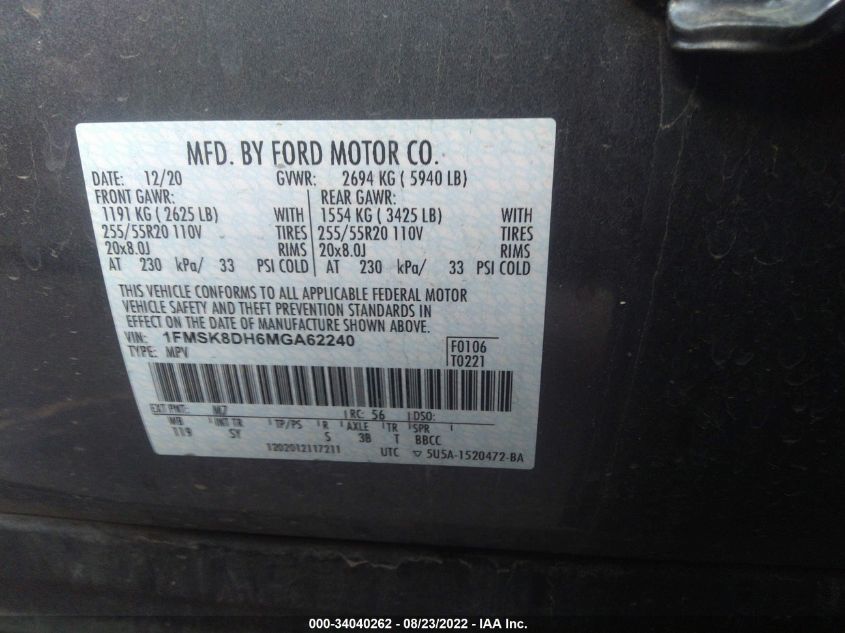 MFD. BY FORD MOTOR CO.
DATE: 12/20 GVWR: 2694 KG ( 5940 LB)
FRONT GAWR: REAR GAWR:
1191 KG ( 2625 LB) WITH 1554 KG ( 3425 LB) WITH
255/55R20 110V TIRES 255/55R20 110V TIRES
20x8.0J RIMS 20x8.0J RIMS
AT 230 kPa/ 33 PSI COLD AT 230 kPa/ 33 PSI COLD
THIS VEHICLE CONFORMS TO ALL APPLICABLE FEDERAL MOTOR
VEHICLE SAFETY AND THEFT PREVENTION STANDARDS IN
EFFECT ON THE DATE OF MANUFACTURE SHOWN ABOVE.
VIN: 1FMSK8DH6MGA62240 F0106
TYPE: MPV T0221
EXT PNT: M7 RC: 56 DSO:
WB INT TR TP/PS R AXLE TR SPR
119 5Y S 3B T BBCC
1202012117211 UTC ▽ 5U5A-1520472-BA
000-34040262 - 08/23/2022 - IAA Inc.